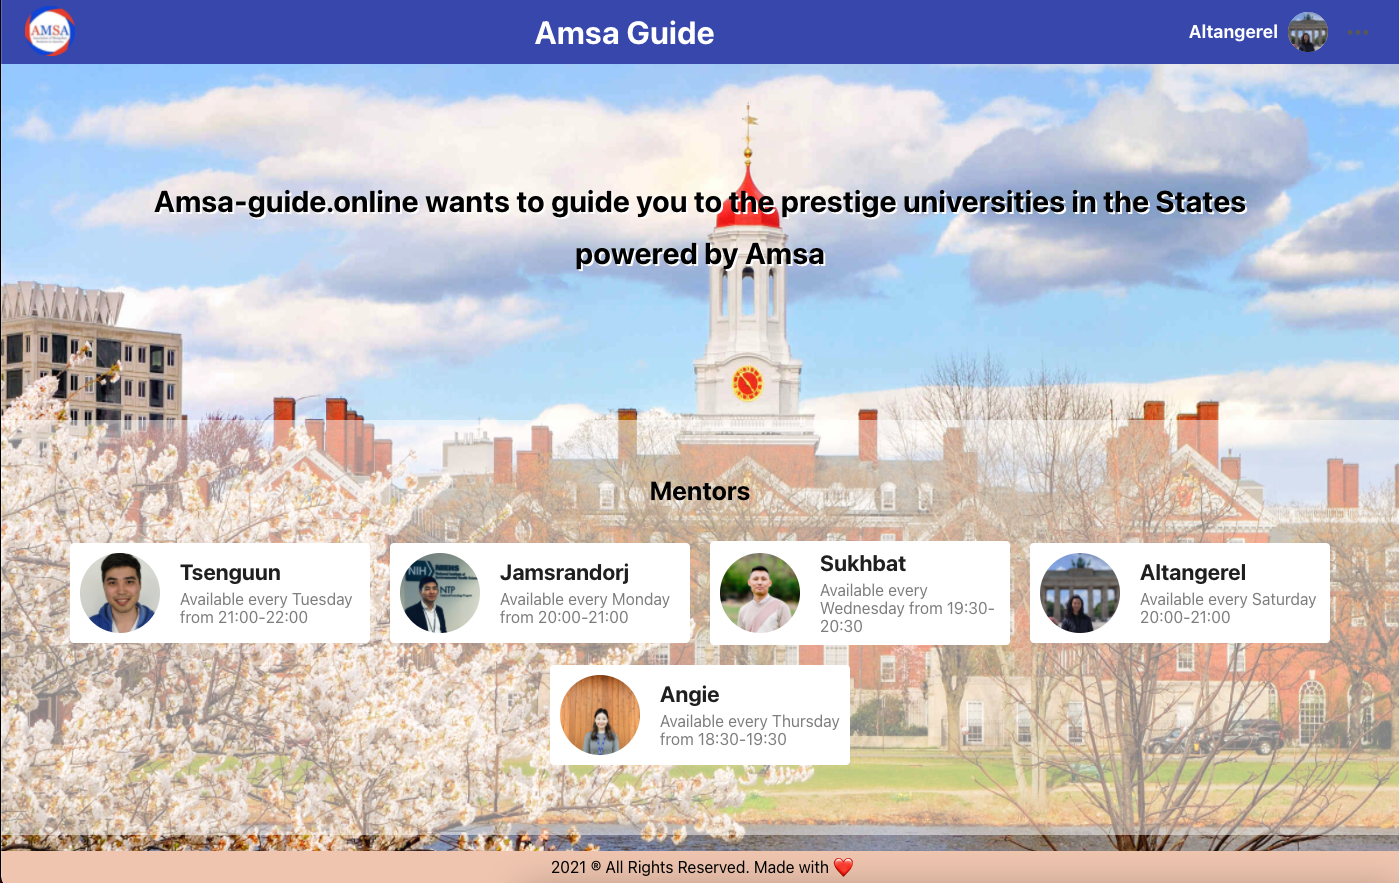 AMSA
Amsa Guide
Altangerel
Amsa-guide.online wants to guide you to the prestige universities in the States
powered by Amsa
Mentors
Tsenguun
Available every Tuesday
from 21:00-22:00
NIH
NIEHS
NTP
Jamsrandorj
Available every Monday
from 20:00-21:00
Sukhbat
Available every
Wednesday from 19:30-
20:30
Altangerel
Available every Saturday
20:00-21:00
Angie
Available every Thursday
from 18:30-19:30
2021 ® All Rights Reserved. Made with ❤️